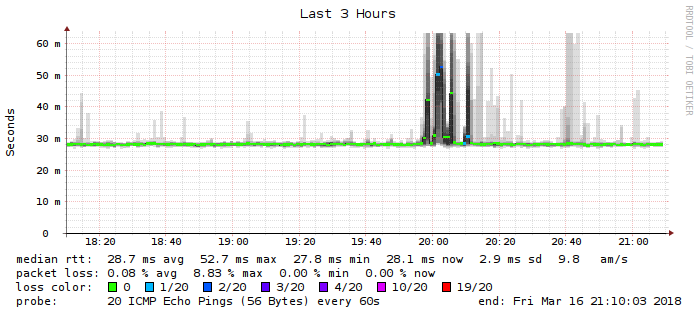 Last 3 Hours
RRDTOOL / TOBI OETIKER
Seconds
60 m
50 m
40 m
30 m
20 m
10 m
0
18:20 18:40 19:00 19:20 19:40 20:00 20:20 20:40 21:00
median rtt: 28.7 ms avg 52.7 ms max 27.8 ms min 28.1 ms now 2.9 ms sd 9.8 am/s
packet loss: 0.08 % avg 8.83 % max 0.00 % min 0.00 % now
loss color: 0 1/20 2/20 3/20 4/20 10/20 19/20
probe: 20 ICMP Echo Pings (56 Bytes) every 60s end: Fri Mar 16 21:10:03 2018